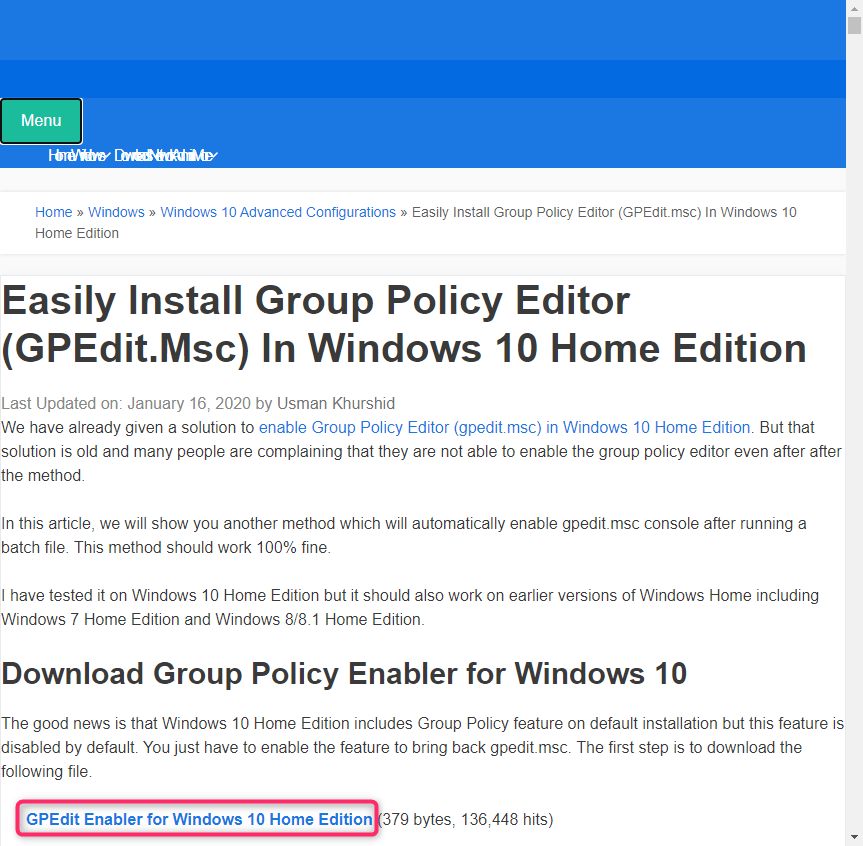 Menu
Home » Windows » Windows 10 Advanced Configurations » Easily Install Group Policy Editor (GPEdit.msc) In Windows 10
Home Edition
Easily Install Group Policy Editor
(GPEdit.Msc) In Windows 10 Home Edition
Last Updated on: January 16, 2020 by Usman Khurshid
We have already given a solution to enable Group Policy Editor (gpedit.msc) in Windows 10 Home Edition. But that
solution is old and many people are complaining that they are not able to enable the group policy editor even after after
the method.
In this article, we will show you another method which will automatically enable gpedit.msc console after running a
batch file. This method should work 100% fine.
I have tested it on Windows 10 Home Edition but it should also work on earlier versions of Windows Home including
Windows 7 Home Edition and Windows 8/8.1 Home Edition.
Download Group Policy Enabler for Windows 10
The good news is that Windows 10 Home Edition includes Group Policy feature on default installation but this feature is
disabled by default. You just have to enable the feature to bring back gpedit.msc. The first step is to download the
following file.
GPEdit Enabler for Windows 10 Home Edition (379 bytes, 136,448 hits)